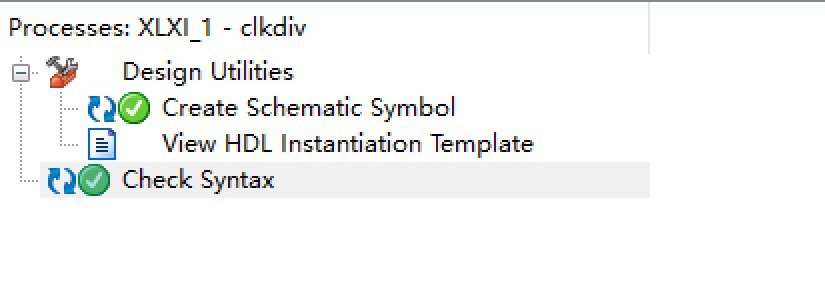 Processes: XLXI_1 - clkdiv
Design Utilities
Create Schematic Symbol
View HDL Instantiation Template
Check Syntax